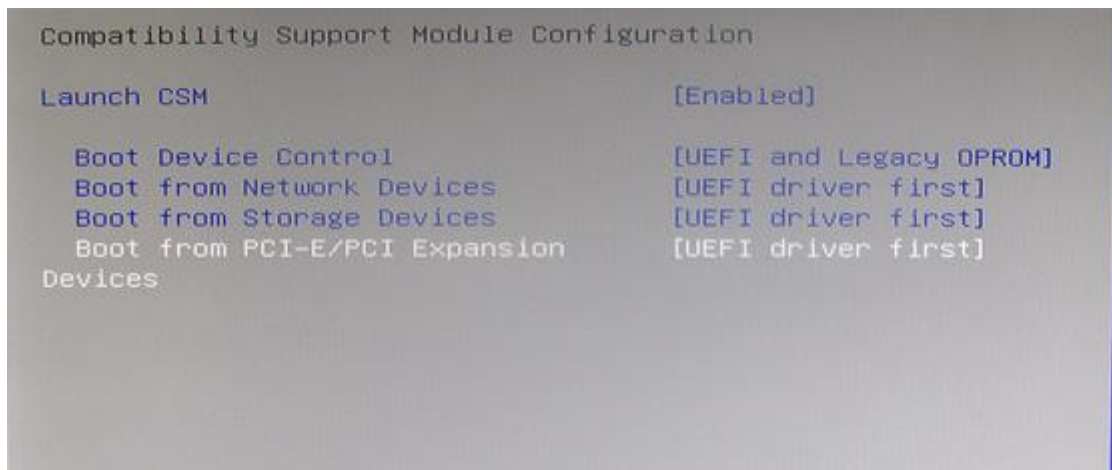 Compatibility Support Module Configuration
Launch CSM [Enabled]
Boot Device Control [UEFI and Legacy OPROM]
Boot from Network Devices [UEFI driver first]
Boot from Storage Devices [UEFI driver first]
Boot from PCI-E/PCI Expansion [UEFI driver first]
Devices